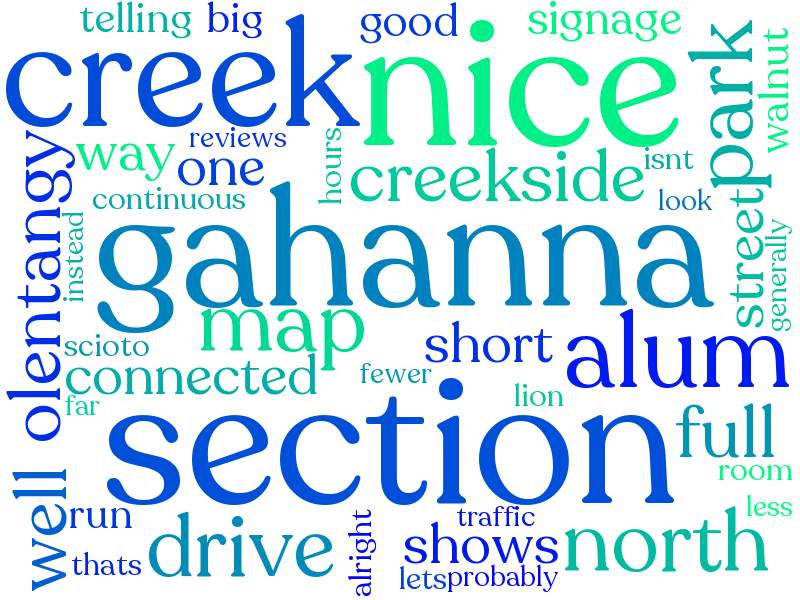 telling big good signage
creek nice park walnut
way reviews hours isnt
one creekside look
continuous
olentangy instead gahanna street generally
map short alum
scioto
connected fewer lion
far
section full
room
well run less
drive traffic north
thats alright shows
lets probably